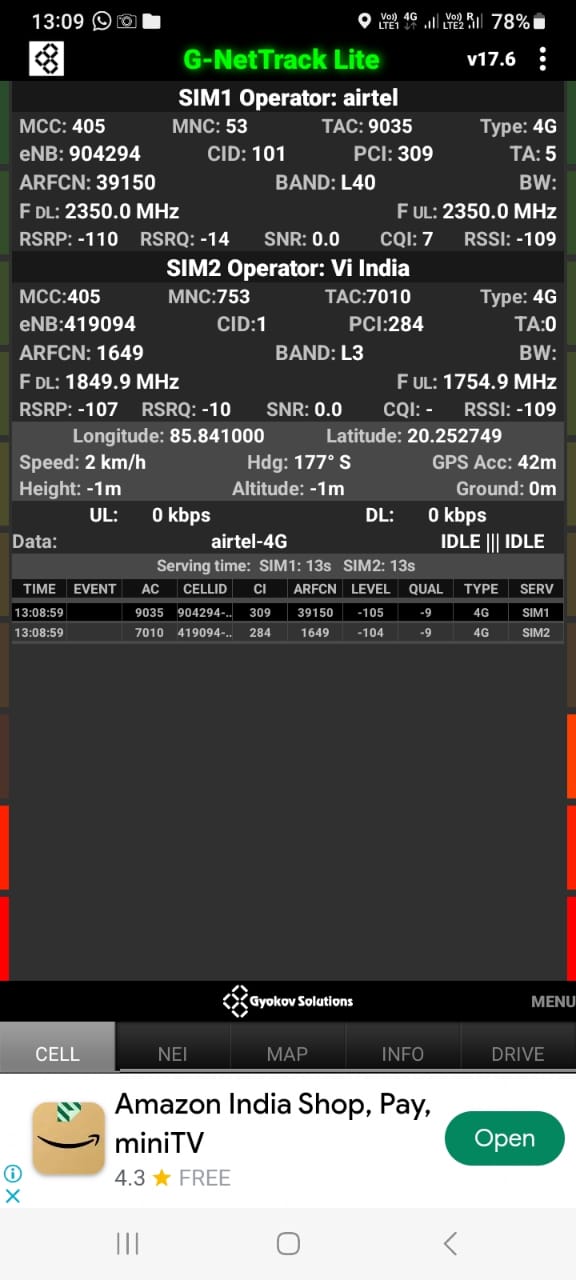 13:09 Vo)) LTE1 4G Vo)) LTE2 R 78%
G-NetTrack Lite v17.6
SIM1 Operator: airtel
MCC: 405 MNC: 53 TAC: 9035 Type: 4G
eNB: 904294 CID: 101 PCI: 309 TA: 5
ARFCN: 39150 BAND: L40 BW:
F DL: 2350.0 MHz F UL: 2350.0 MHz
RSRP: -110 RSRQ: -14 SNR: 0.0 CQI: 7 RSSI: -109
SIM2 Operator: Vi India
MCC:405 MNC:753 TAC:7010 Type: 4G
eNB:419094 CID:1 PCI:284 TA:0
ARFCN: 1649 BAND: L3 BW:
F DL: 1849.9 MHz F UL: 1754.9 MHz
RSRP: -107 RSRQ: -10 SNR: 0.0 CQI: - RSSI: -109
Longitude: 85.841000 Latitude: 20.252749
Speed: 2 km/h Hdg: 177° S GPS Acc: 42m
Height: -1m Altitude: -1m Ground: 0m
UL: 0 kbps DL: 0 kbps
Data: airtel-4G IDLE ||| IDLE
Serving time: SIM1: 13s SIM2: 13s
TIME EVENT AC CELLID CI ARFCN LEVEL QUAL TYPE SERV
13:08:59 9035 904294-.. 309 39150 -105 -9 4G SIM1
13:08:59 7010 419094-.. 284 1649 -104 -9 4G SIM2
Gyokov Solutions MENU
CELL NEI MAP INFO DRIVE
Amazon India Shop, Pay,
miniTV
Open
4.3 ★ FREE